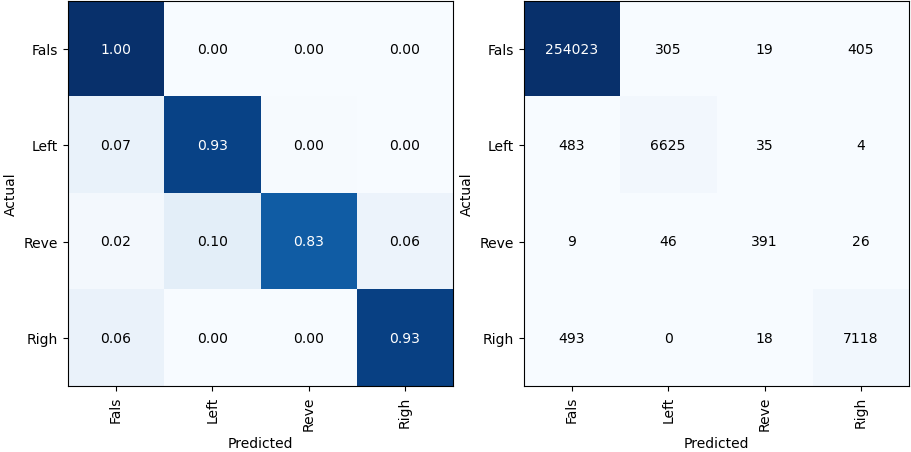 Actual
Fals 1.00 0.00 0.00 0.00
Left 0.07 0.93 0.00 0.00
Reve 0.02 0.10 0.83 0.06
Righ 0.06 0.00 0.00 0.93
Fals Left Reve Righ
Predicted
Actual
Fals 254023 305 19 405
Left 483 6625 35 4
Reve 9 46 391 26
Righ 493 0 18 7118
Fals Left Reve Righ
Predicted